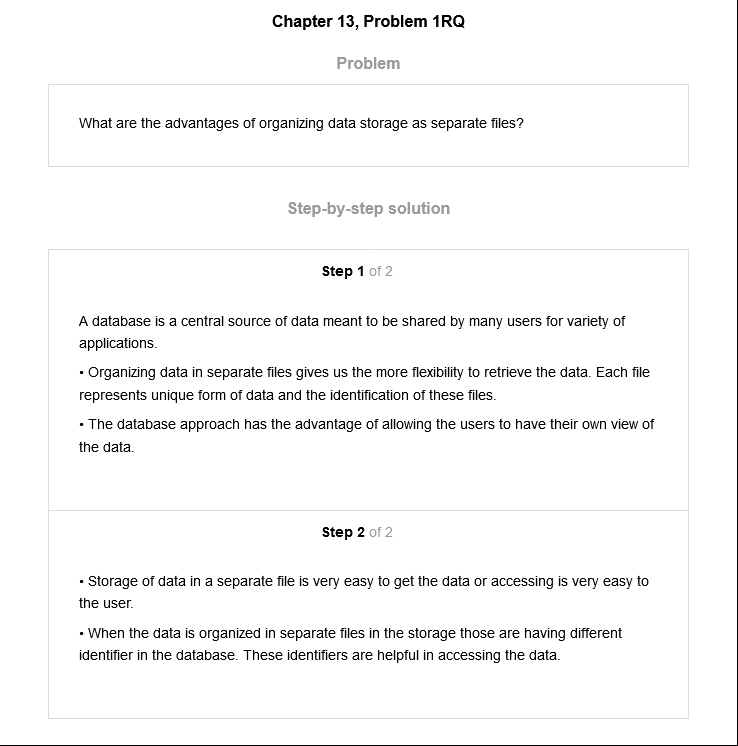 Chapter 13, Problem 1RQ
Problem
What are the advantages of organizing data storage as separate files?
Step-by-step solution
Step 1 of 2
A database is a central source of data meant to be shared by many users for variety of
applications.
• Organizing data in separate files gives us the more flexibility to retrieve the data. Each file
represents unique form of data and the identification of these files.
• The database approach has the advantage of allowing the users to have their own view of
the data.
Step 2 of 2
• Storage of data in a separate file is very easy to get the data or accessing is very easy to
the user.
• When the data is organized in separate files in the storage those are having different
identifier in the database. These identifiers are helpful in accessing the data.